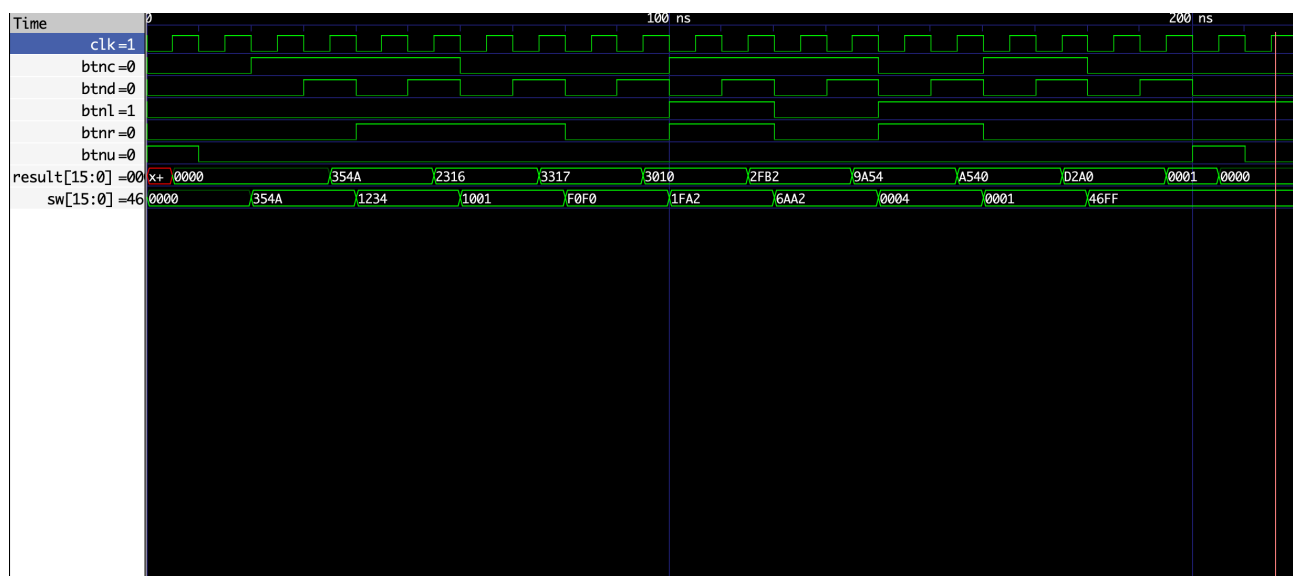 Time 0 100 ns 200 ns
clk=1
btnc=0
btnd=0
btnl=1
btnr=0
btnu=0
result[15:0] =00 x+ 0000 354A 2316 3317 3010 2FB2 9A54 A540 D2A0 0001 0000
sw[15:0] =46 0000 354A 1234 1001 F0F0 1FA2 6AA2 0004 0001 46FF